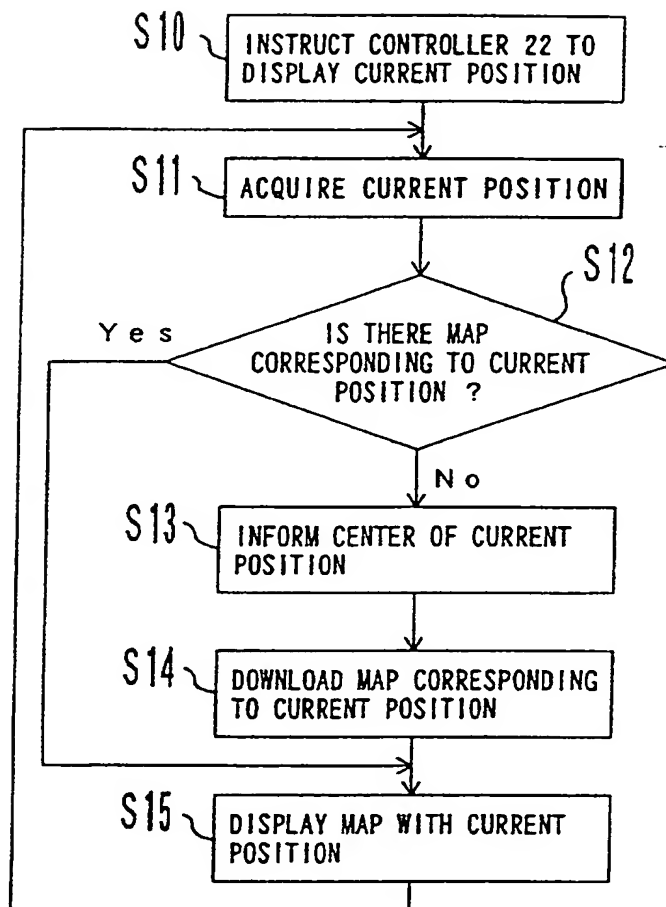 S10
INSTRUCT CONTROLLER 22 TO
DISPLAY CURRENT POSITION
S11
ACQUIRE CURRENT POSITION
S12
Yes
IS THERE MAP
CORRESPONDING TO CURRENT
POSITION ?
No
S13
INFORM CENTER OF CURRENT
POSITION
S14
DOWNLOAD MAP CORRESPONDING
TO CURRENT POSITION
S15
DISPLAY MAP WITH CURRENT
POSITION